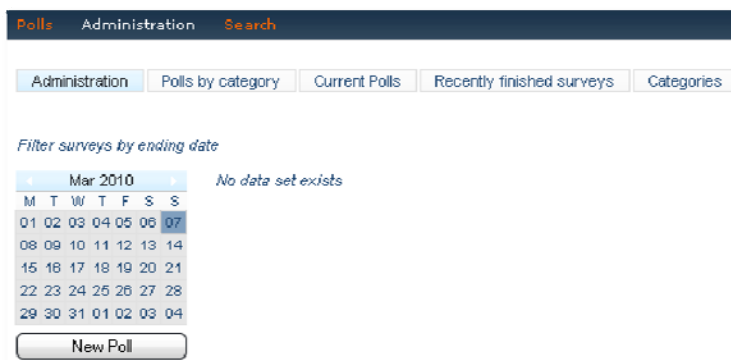 Polls Administration Search
Administration Polls by category Current Polls Recently finished surveys Categories
Filter surveys by ending date
Mar 2010 No data set exists
M T W T F S S
01 02 03 04 05 06 07
08 09 10 11 12 13 14
15 16 17 18 19 20 21
22 23 24 25 26 27 28
29 30 31 01 02 03 04
New Poll